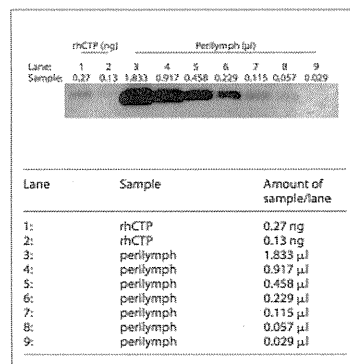 rhCTP (ng) Perilymph (µl)
Lane: 1 2 3 4 5 6 7 8 9
Sample: 0,27 0,13 1,833 0,917 0,458 0,229 0,115 0,057 0,029
Lane Sample Amount of
sample/lane
1: rhCTP 0.27 ng
2: rhCTP 0.13 ng
3: perilymph 1.833 µl
4: perilymph 0.917 µl
5: perilymph 0.458 µl
6: perilymph 0.229 µl
7: perilymph 0.115 µl
8: perilymph 0.057 µl
9: perilymph 0.029 µl